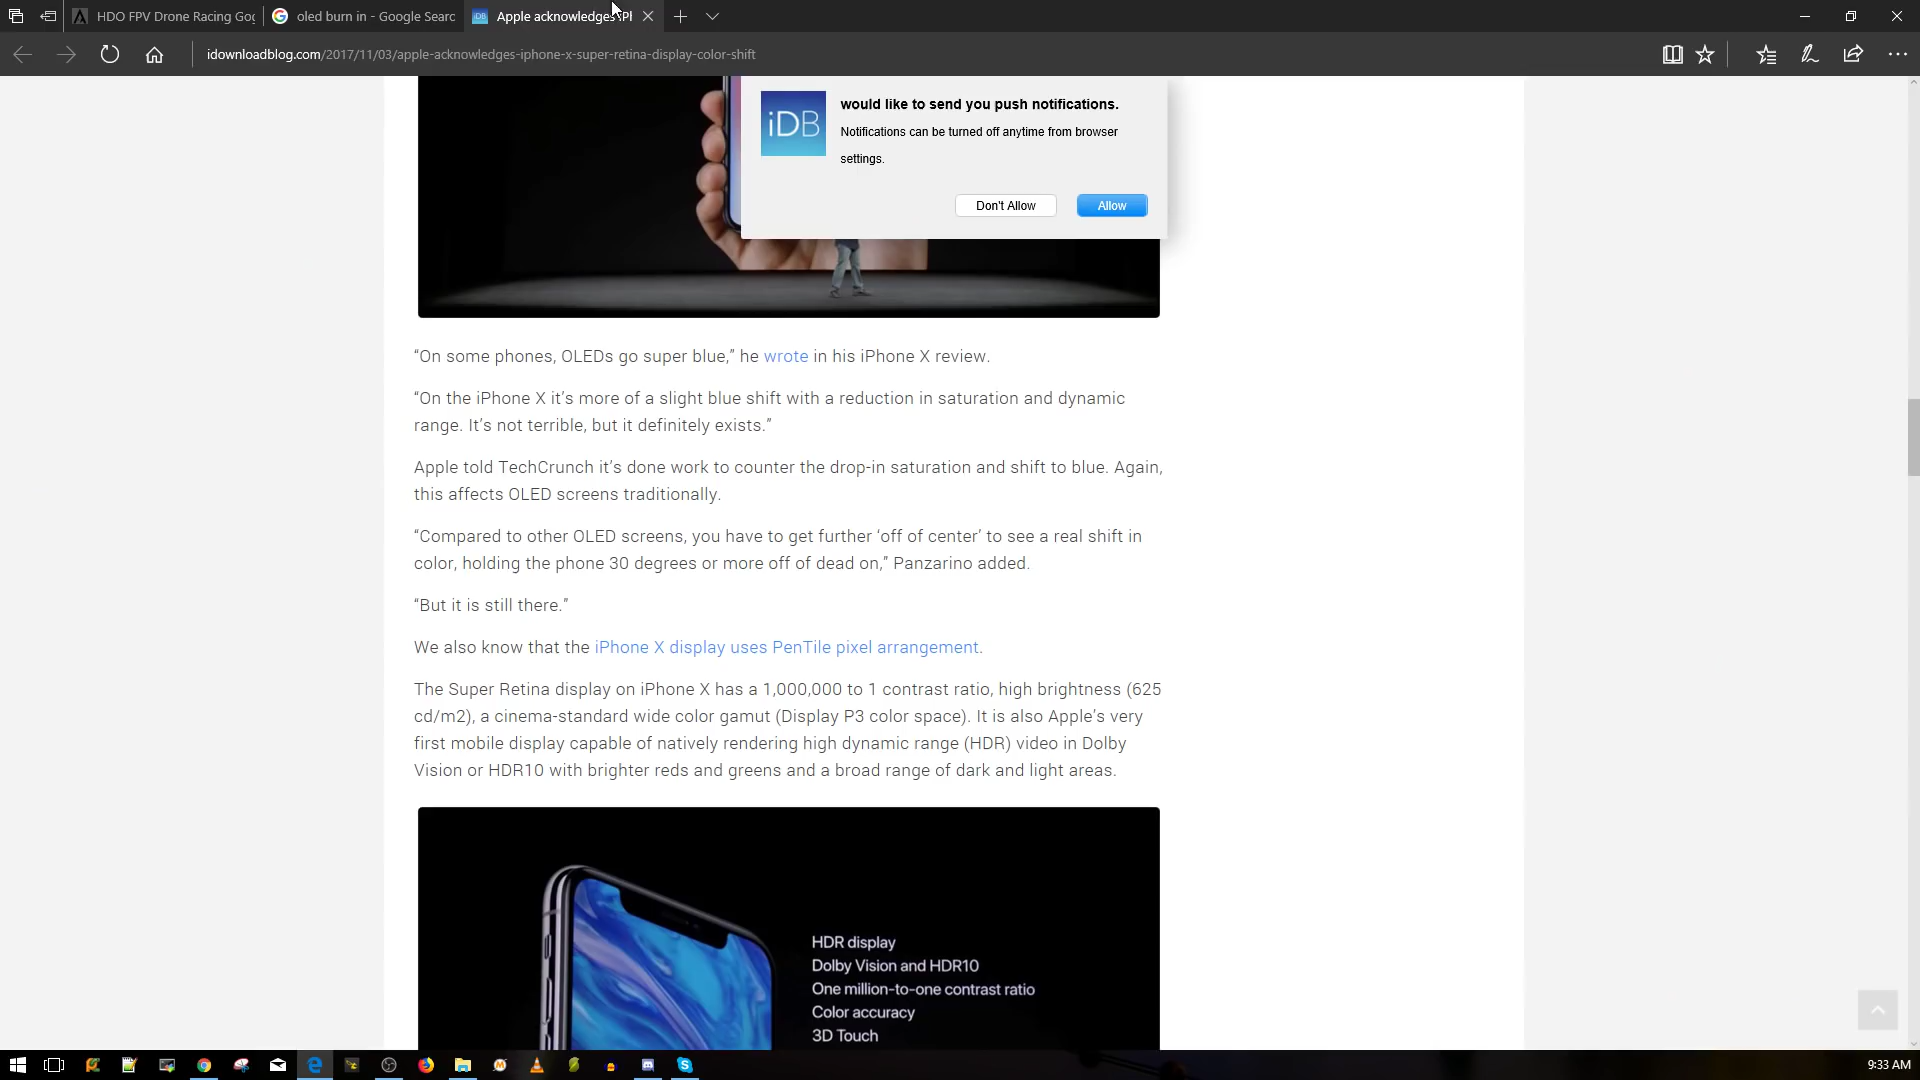 HDO FPV Drone Racing Gog
oled burn in - Google Searc
iDB
Apple acknowledges iPl
idownloadblog.com/2017/11/03/apple-acknowledges-iphone-x-super-retina-display-color-shift
iDB
would like to send you push notifications.
Notifications can be turned off anytime from browser
settings.
Don't Allow
Allow
“On some phones, OLEDs go super blue,” he wrote in his iPhone X review.
“On the iPhone X it’s more of a slight blue shift with a reduction in saturation and dynamic
range. It’s not terrible, but it definitely exists.”
Apple told TechCrunch it’s done work to counter the drop-in saturation and shift to blue. Again,
this affects OLED screens traditionally.
“Compared to other OLED screens, you have to get further ‘off of center’ to see a real shift in
color, holding the phone 30 degrees or more off of dead on,” Panzarino added.
“But it is still there.”
We also know that the iPhone X display uses PenTile pixel arrangement.
The Super Retina display on iPhone X has a 1,000,000 to 1 contrast ratio, high brightness (625
cd/m2), a cinema-standard wide color gamut (Display P3 color space). It is also Apple’s very
first mobile display capable of natively rendering high dynamic range (HDR) video in Dolby
Vision or HDR10 with brighter reds and greens and a broad range of dark and light areas.
HDR display
Dolby Vision and HDR10
One million-to-one contrast ratio
Color accuracy
3D Touch
9:33 AM